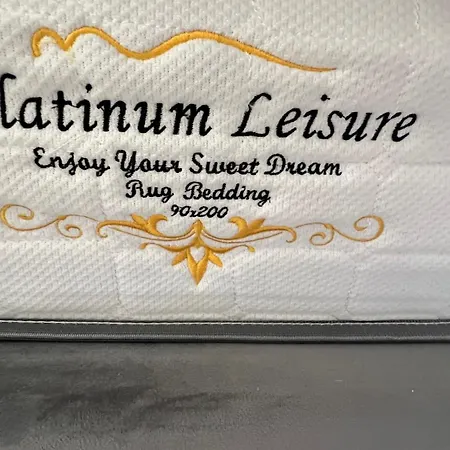 latinum Leisure
Enjoy Your Sweet Dream
Rug Bedding
90x200